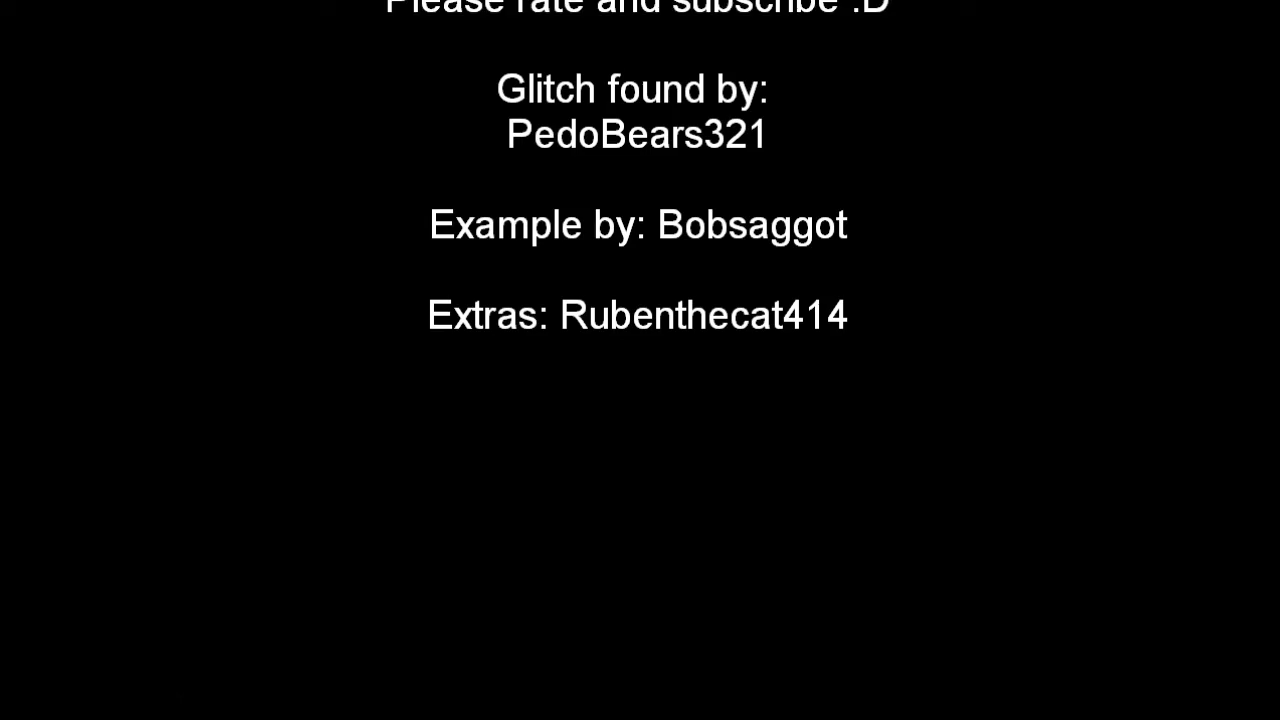 Please rate and subscribe :D
Glitch found by:
PedoBears321
Example by: Bobsaggot
Extras: Rubenthecat414